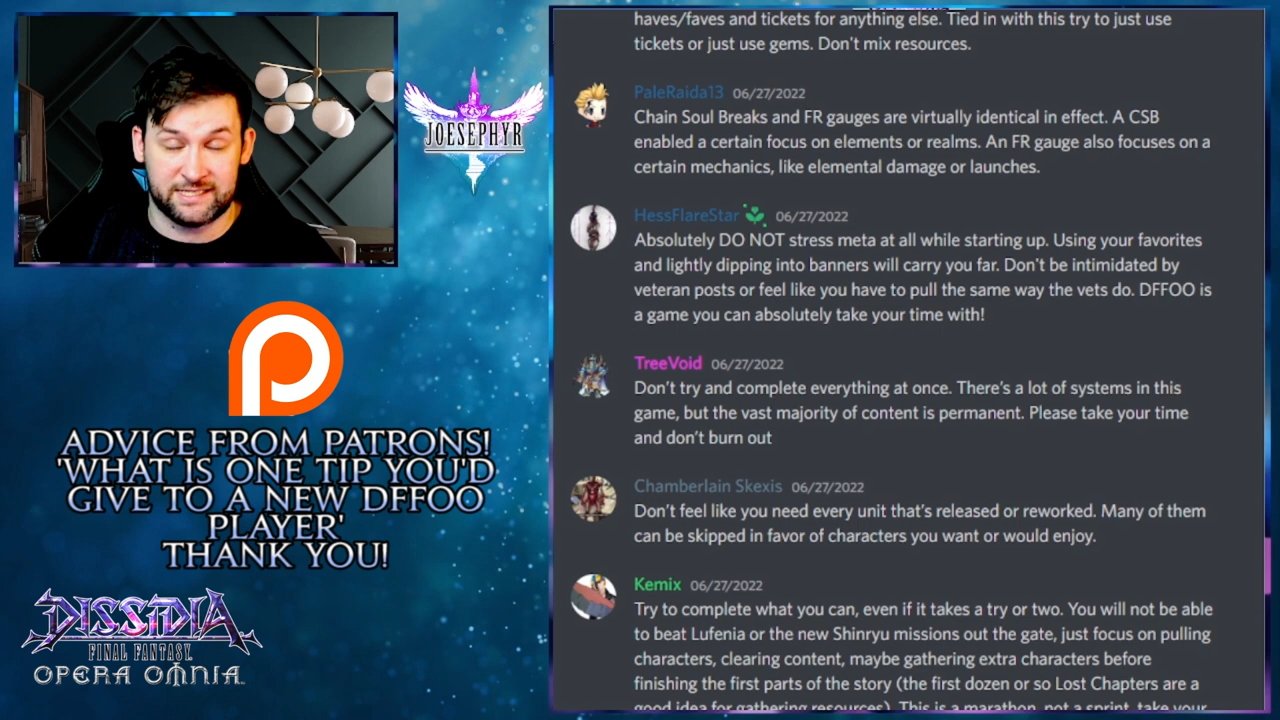 JOESEPHYR
ADVICE FROM PATRONS!
'WHAT IS ONE TIP YOU'D
GIVE TO A NEW DFFOO
PLAYER'
THANK YOU!
DISSIDIA
FINAL FANTASY
OPERA OMNIA
haves/faves and tickets for anything else. Tied in with this try to just use
tickets or just use gems. Don't mix resources.
PaleRaida13 06/27/2022
Chain Soul Breaks and FR gauges are virtually identical in effect. A CSB
enabled a certain focus on elements or realms. An FR gauge also focuses on a
certain mechanics, like elemental damage or launches.
HessFlareStar 06/27/2022
Absolutely DO NOT stress meta at all while starting up. Using your favorites
and lightly dipping into banners will carry you far. Don't be intimidated by
veteran posts or feel like you have to pull the same way the vets do. DFFOO is
a game you can absolutely take your time with!
TreeVoid 06/27/2022
Don't try and complete everything at once. There's a lot of systems in this
game, but the vast majority of content is permanent. Please take your time
and don't burn out
Chamberlain Skexis 06/27/2022
Don't feel like you need every unit that's released or reworked. Many of them
can be skipped in favor of characters you want or would enjoy.
Kemix 06/27/2022
Try to complete what you can, even if it takes a try or two. You will not be able
to beat Lufenia or the new Shinryu missions out the gate, just focus on pulling
characters, clearing content, maybe gathering extra characters before
finishing the first parts of the story (the first dozen or so Lost Chapters are a
good idea for gathering resources). This is a marathon, not a sprint, take your